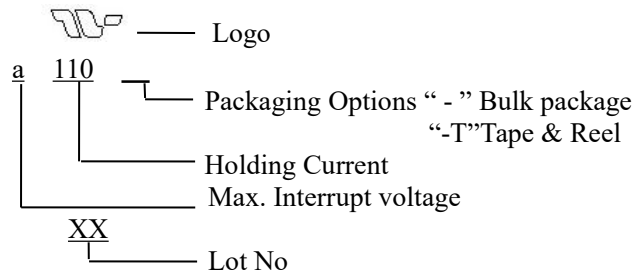 Logo
a 110
Packaging Options “ - ” Bulk package
“-T”Tape & Reel
Holding Current
Max. Interrupt voltage
XX
Lot No